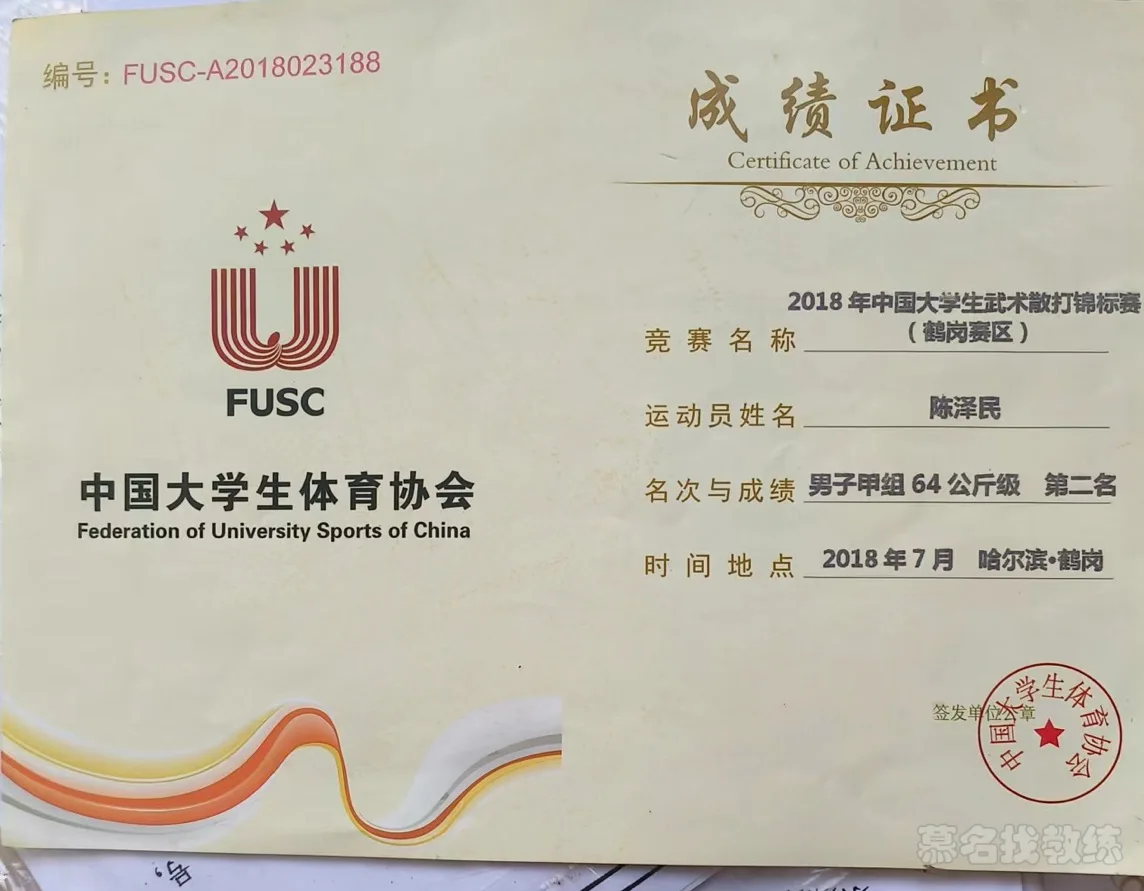 编号：FUSC-A2018023188
FUSC
中国大学生体育协会
Federation of University Sports of China
成绩证书
Certificate of Achievement
竞赛名称 2018年中国大学生武术散打锦标赛
（鹤岗赛区）
运动员姓名 陈泽民
名次与成绩 男子甲组64公斤级 第二名
时间地点 2018年7月 哈尔滨·鹤岗
签发单位公章
中国大学生体育协会
慕名找教练
号，